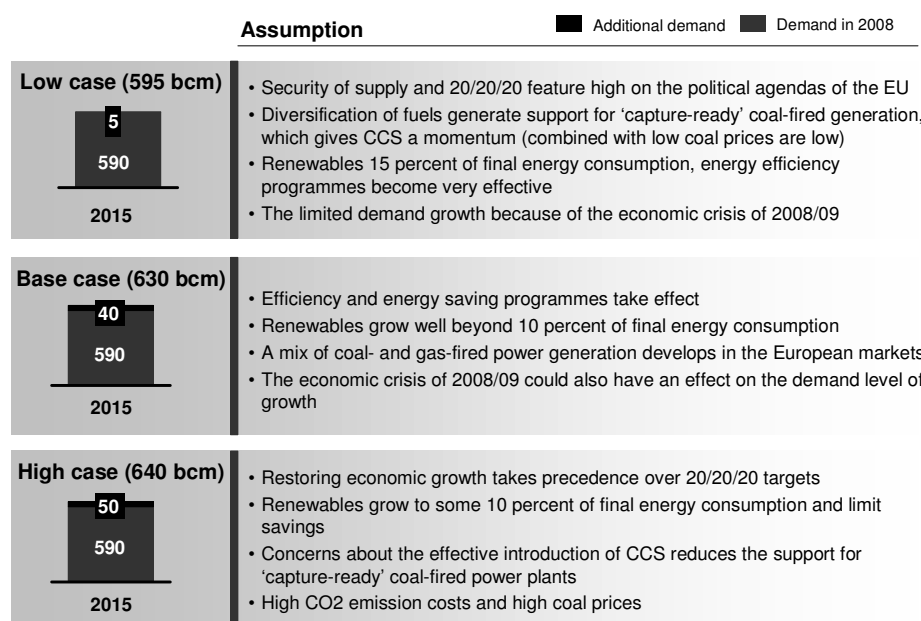 Assumption
Additional demand
Demand in 2008
Low case (595 bcm)
5
590
2015
• Security of supply and 20/20/20 feature high on the political agendas of the EU
• Diversification of fuels generate support for ‘capture-ready’ coal-fired generation,
which gives CCS a momentum (combined with low coal prices are low)
• Renewables 15 percent of final energy consumption, energy efficiency
programmes become very effective
• The limited demand growth because of the economic crisis of 2008/09
Base case (630 bcm)
40
590
2015
• Efficiency and energy saving programmes take effect
• Renewables grow well beyond 10 percent of final energy consumption
• A mix of coal- and gas-fired power generation develops in the European markets
• The economic crisis of 2008/09 could also have an effect on the demand level of
growth
High case (640 bcm)
50
590
2015
• Restoring economic growth takes precedence over 20/20/20 targets
• Renewables grow to some 10 percent of final energy consumption and limit
savings
• Concerns about the effective introduction of CCS reduces the support for
‘capture-ready’ coal-fired power plants
• High CO2 emission costs and high coal prices